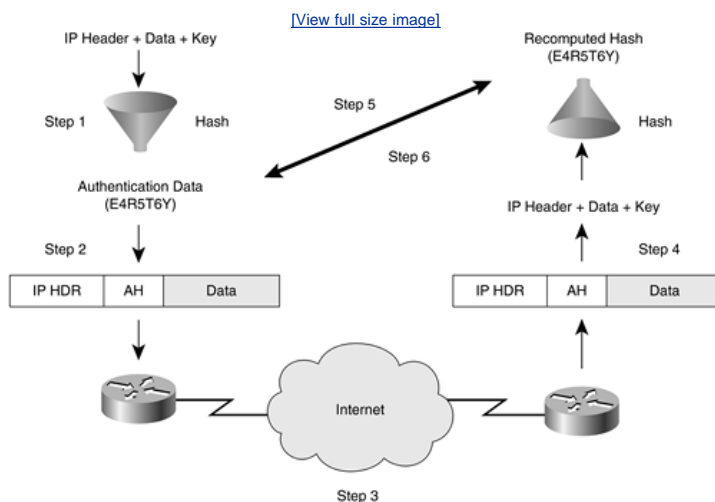 [View full size image]
IP Header + Data + Key
Step 1
Hash
Authentication Data
(E4R5T6Y)
Step 2
IP HDR
AH
Data
Internet
Step 3
Recomputed Hash
(E4R5T6Y)
Hash
IP Header + Data + Key
Step 4
IP HDR
AH
Data
Step 5
Step 6